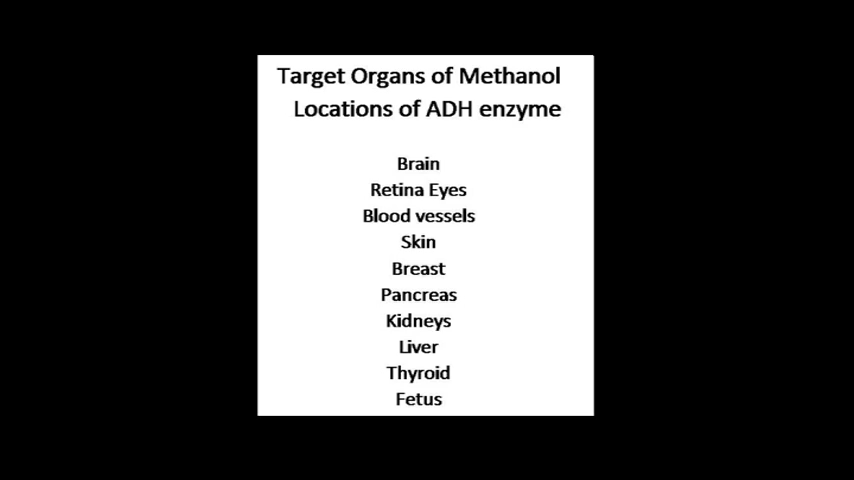 Target Organs of Methanol
Locations of ADH enzyme
Brain
Retina Eyes
Blood vessels
Skin
Breast
Pancreas
Kidneys
Liver
Thyroid
Fetus